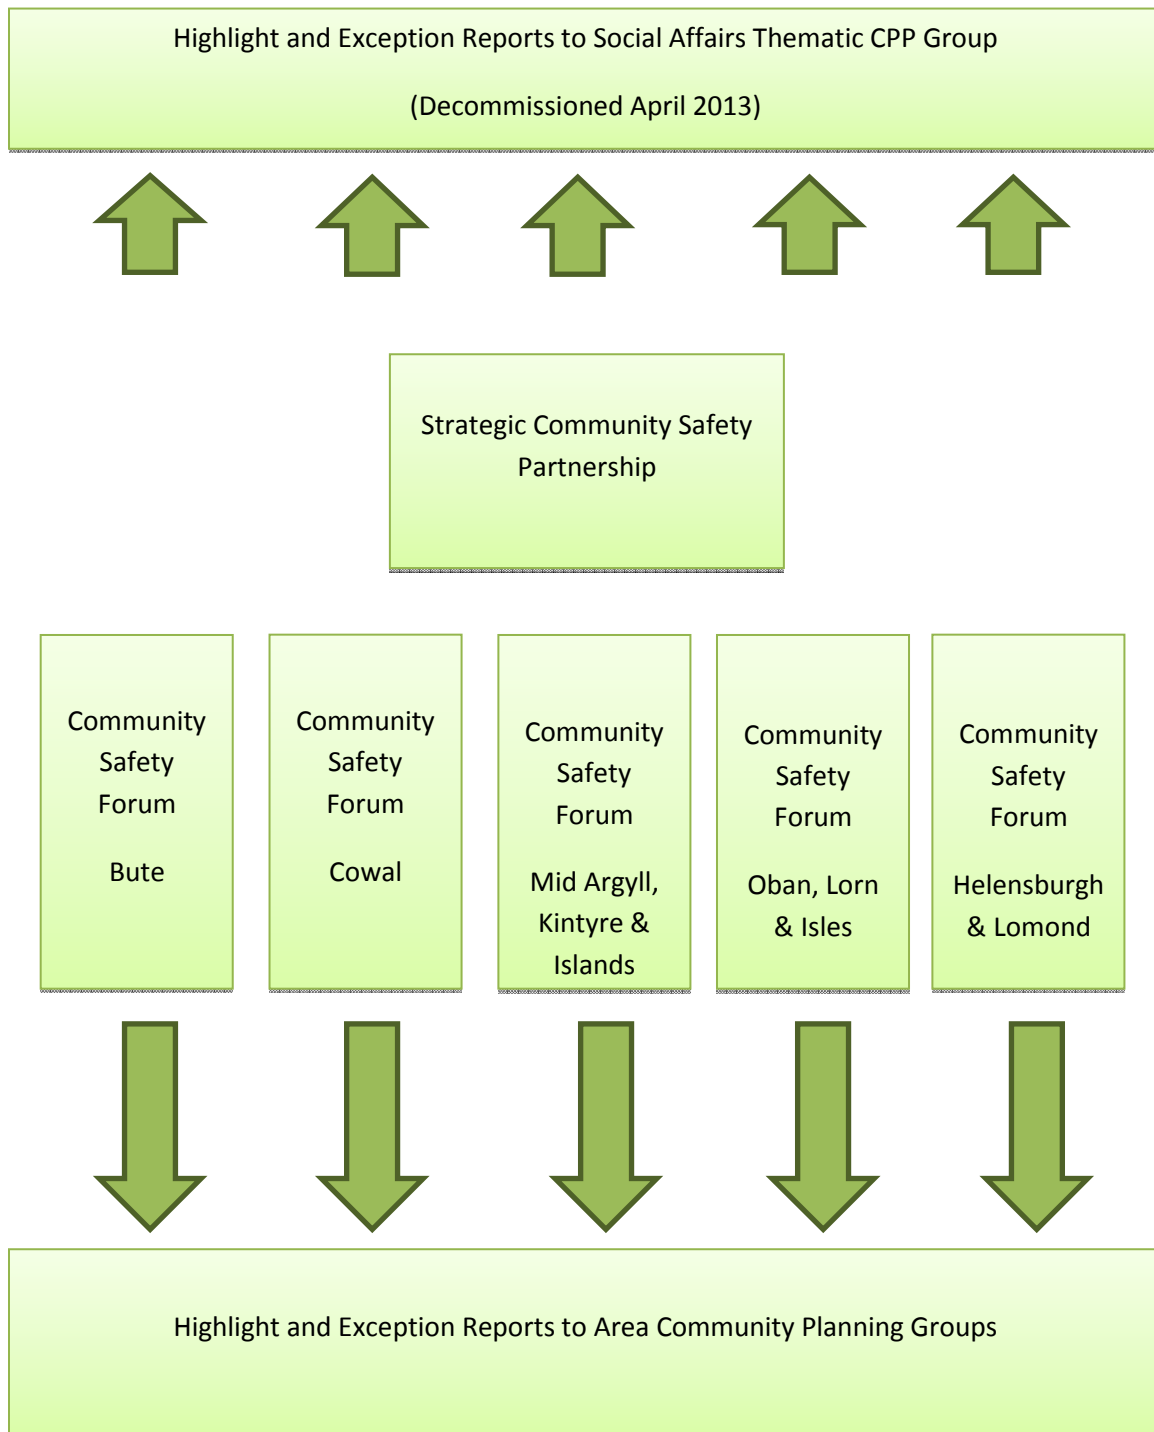 Highlight and Exception Reports to Social Affairs Thematic CPP Group
(Decommissioned April 2013)
Strategic Community Safety
Partnership
Community
Safety
Forum
Bute
Community
Safety
Forum
Cowal
Community
Safety
Forum
Mid Argyll,
Kintyre &
Islands
Community
Safety
Forum
Oban, Lorn
& Isles
Community
Safety
Forum
Helensburgh
& Lomond
Highlight and Exception Reports to Area Community Planning Groups